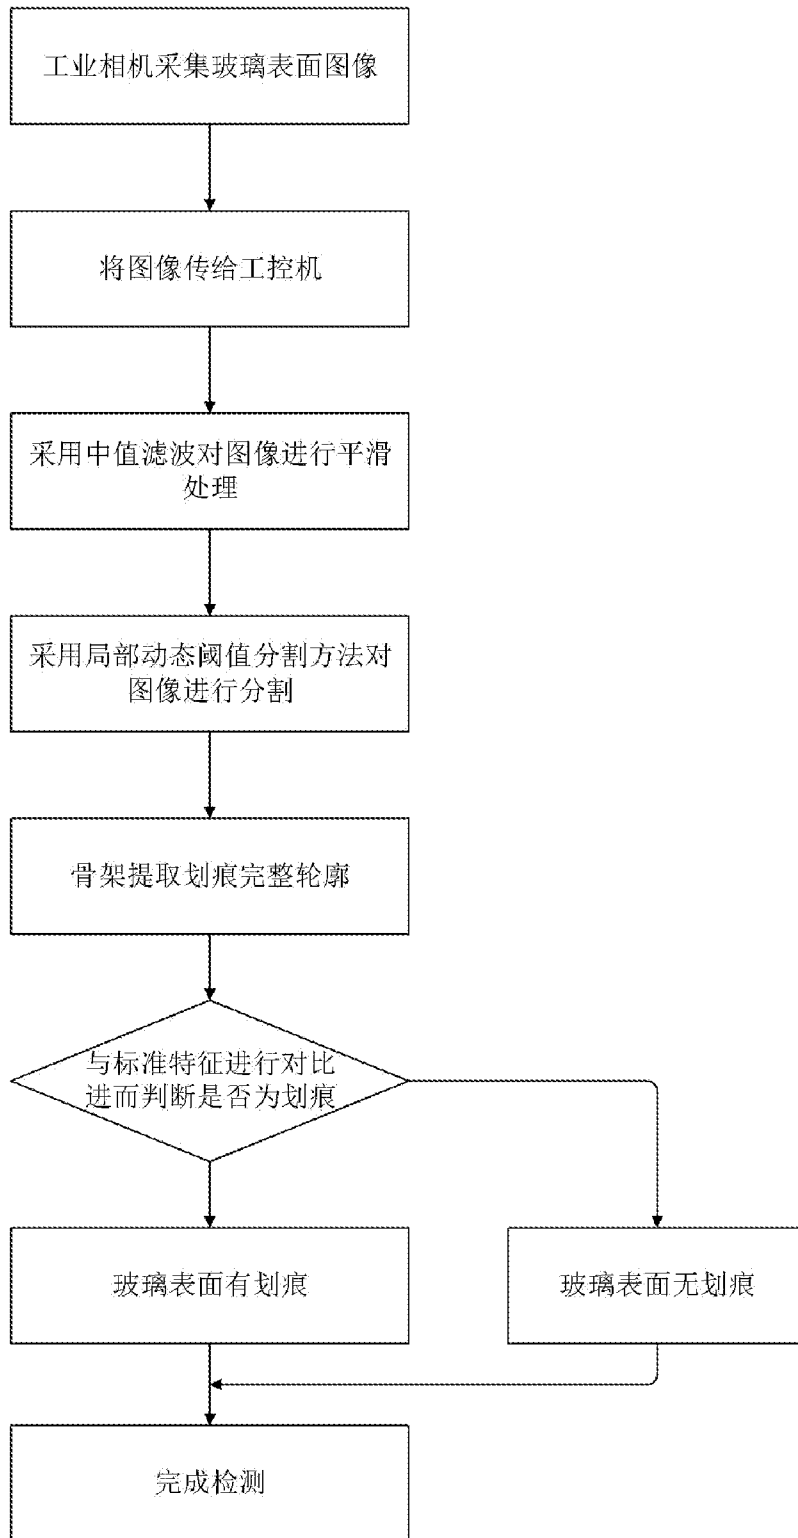 工业相机采集玻璃表面图像
将图像传给工控机
采用中值滤波对图像进行平滑
处理
采用局部动态阈值分割方法对
图像进行分割
骨架提取划痕完整轮廓
与标准特征进行对比
进而判断是否为划痕
玻璃表面有划痕
玻璃表面无划痕
完成检测